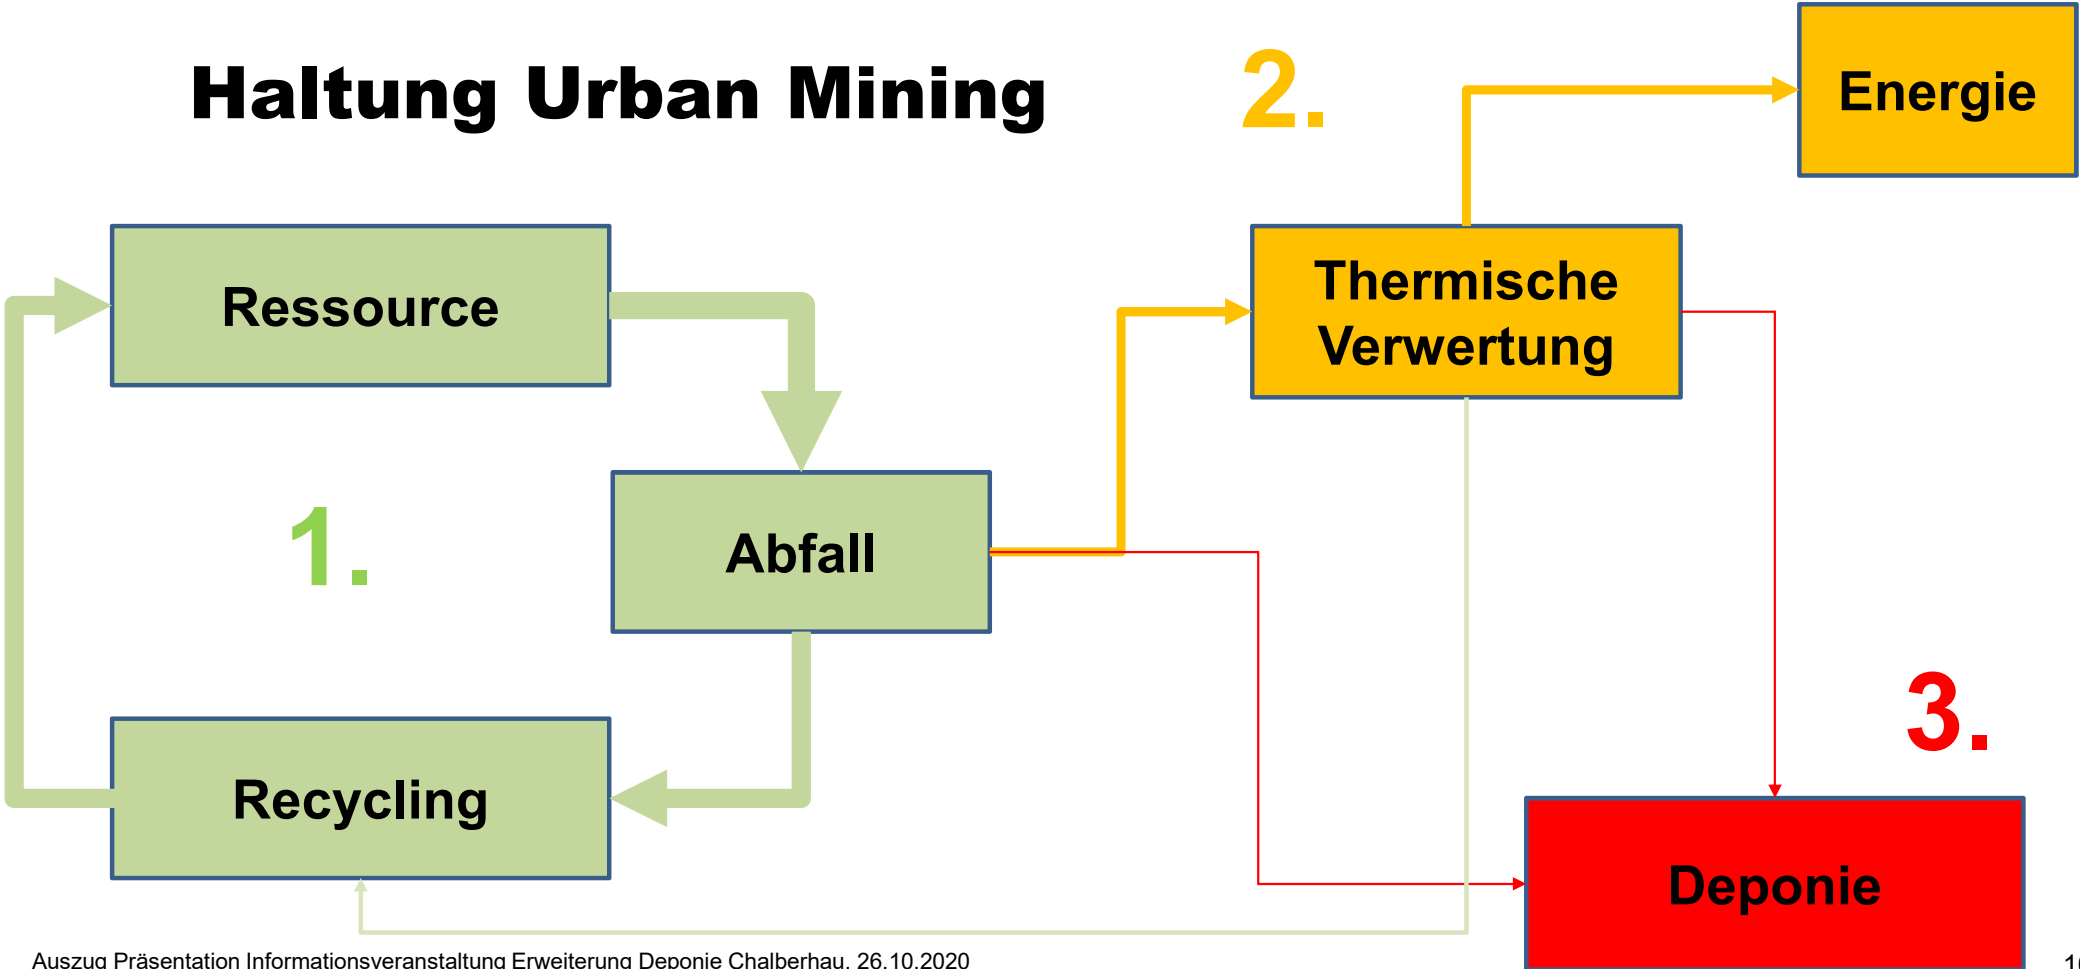 Haltung Urban Mining
2.
Energie
Ressource
Thermische
Verwertung
1.
Abfall
3.
Recycling
Deponie
Auszug Präsentation Informationsveranstaltung Erweiterung Deponie Chalberhau, 26.10.2020